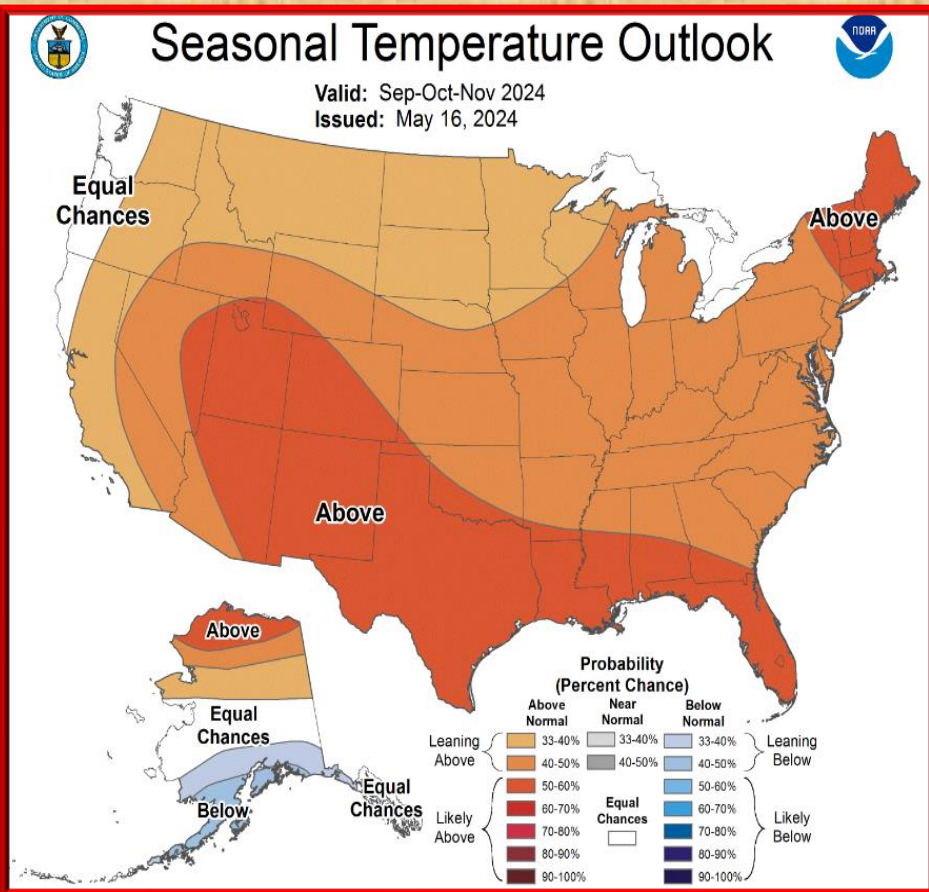 Seasonal Temperature Outlook
NOAA
Valid: Sep-Oct-Nov 2024
Issued: May 16, 2024
Equal
Chances
Above
Above
Above
Equal
Chances
Below
Equal
Chances
Probability
(Percent Chance)
Above
Normal
Near
Normal
Below
Normal
Leaning
Above
33-40%
40-50%
33-40%
40-50%
33-40%
40-50%
Leaning
Below
Likely
Above
50-60%
60-70%
70-80%
80-90%
90-100%
Equal
Chances
50-60%
60-70%
70-80%
80-90%
90-100%
Likely
Below